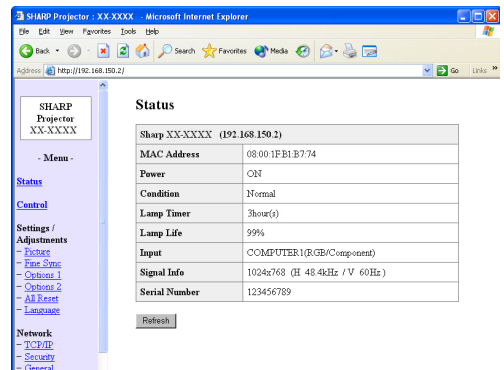 SHARP Projector : XX-XXXX - Microsoft Internet Explorer
File Edit View Favorites Tools Help
Back Search Favorites Media
Address http://192.168.150.2/ Go Links »
SHARP
Projector
XX-XXXX
- Menu -
Status
Control
Settings /
Adjustments
– Picture
– Fine Sync
– Options 1
– Options 2
– All Reset
– Language
Network
– TCP/IP
– Security
– General
Status
Sharp XX-XXXX (192.168.150.2)
MAC Address 08:00:1F:B1:B7:74
Power ON
Condition Normal
Lamp Timer 3hour(s)
Lamp Life 99%
Input COMPUTER1(RGB/Component)
Signal Info 1024x768 (H 48.4kHz / V 60Hz )
Serial Number 123456789
Refresh